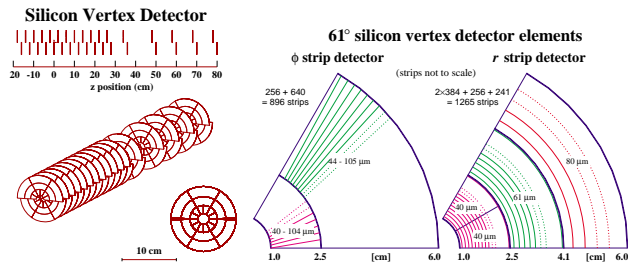 Silicon Vertex Detector
-20 -10 0 10 20 30 40 50 60 70 80
z position (cm)
10 cm
61° silicon vertex detector elements
ϕ strip detector
r strip detector
(strips not to scale)
256 + 640
= 896 strips
2×384 + 256 + 241
= 1265 strips
44 - 105 µm
40 - 104 µm
80 µm
61 µm
40 µm
40 µm
1.0 2.5 [cm] 6.0
1.0 2.5 4.1 [cm] 6.0